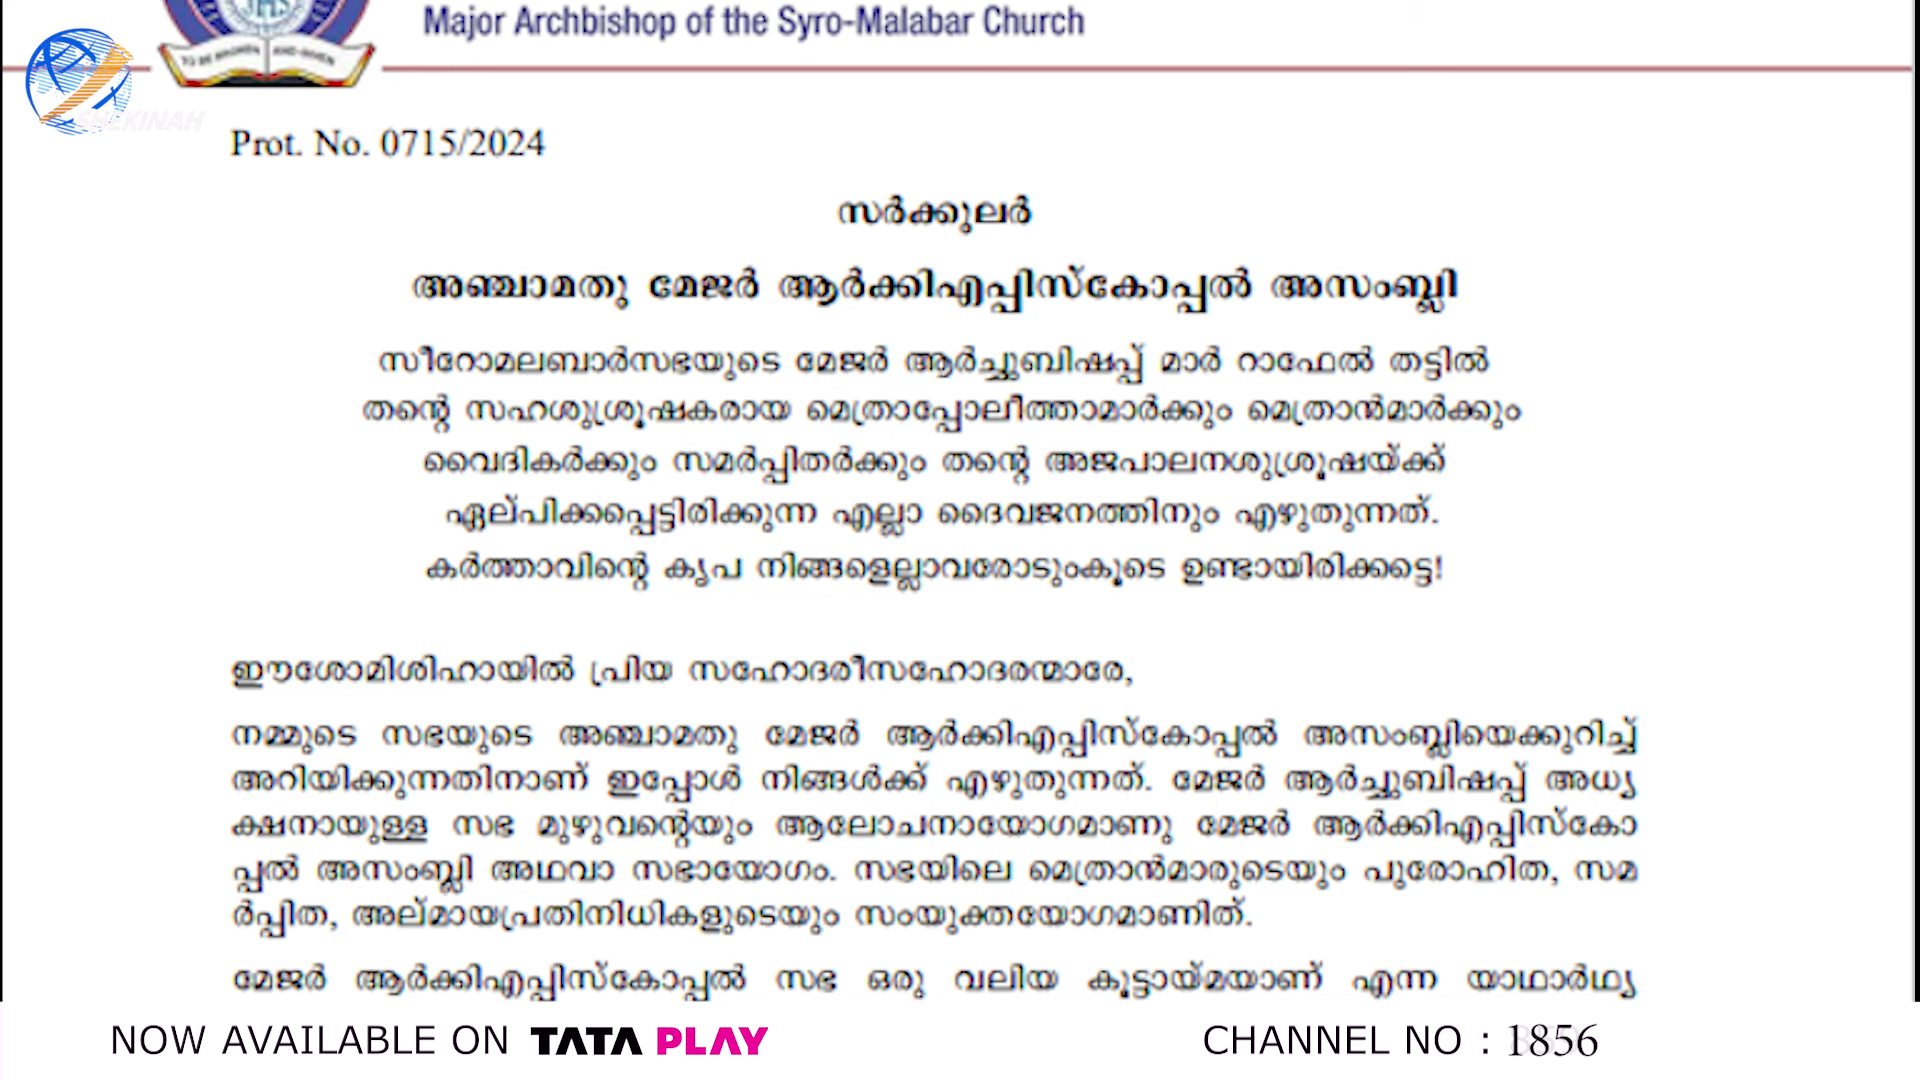 Major Archbishop of the Syro-Malabar Church
TO BE BROKEN AND GIVEN
SHEKINAH
Prot. No. 0715/2024
സർക്കുലർ
അഞ്ചാമതു മേജർ ആർക്കിഎപ്പിസ്കോപ്പൽ അസംബ്ലി
സീറോമലബാർസഭയുടെ മേജർ ആർച്ചുബിഷപ്പ് മാർ റാഫേൽ തട്ടിൽ
തന്റെ സഹശുശ്രൂഷകരായ മെത്രാപ്പോലീത്താമാർക്കും മെത്രാൻമാർക്കും
വൈദികർക്കും സമർപ്പിതർക്കും തന്റെ അജപാലനശുശ്രൂഷയ്ക്ക്
ഏല്പിക്കപ്പെട്ടിരിക്കുന്ന എല്ലാ ദൈവജനത്തിനും എഴുതുന്നത്.
കർത്താവിന്റെ കൃപ നിങ്ങളെല്ലാവരോടുംകൂടെ ഉണ്ടായിരിക്കട്ടെ!
ഈശോമിശിഹായിൽ പ്രിയ സഹോദരീസഹോദരന്മാരേ,
നമ്മുടെ സഭയുടെ അഞ്ചാമതു മേജർ ആർക്കിഎപ്പിസ്കോപ്പൽ അസംബ്ലിയെക്കുറിച്ച്
അറിയിക്കുന്നതിനാണ് ഇപ്പോൾ നിങ്ങൾക്ക് എഴുതുന്നത്. മേജർ ആർച്ചുബിഷപ്പ് അധ്യ
ക്ഷനായുള്ള സഭ മുഴുവന്റെയും ആലോചനായോഗമാണു മേജർ ആർക്കിഎപ്പിസ്കോ
പ്പൽ അസംബ്ലി അഥവാ സഭായോഗം. സഭയിലെ മെത്രാൻമാരുടെയും പുരോഹിത, സമ
ർപ്പിത, അല്മായപ്രതിനിധികളുടെയും സംയുക്തയോഗമാണിത്.
മേജർ ആർക്കിഎപ്പിസ്കോപ്പൽ സഭ ഒരു വലിയ കൂട്ടായ്മയാണ് എന്ന യാഥാർഥ്യ
NOW AVAILABLE ON TATA PLAY
CHANNEL NO : 1856